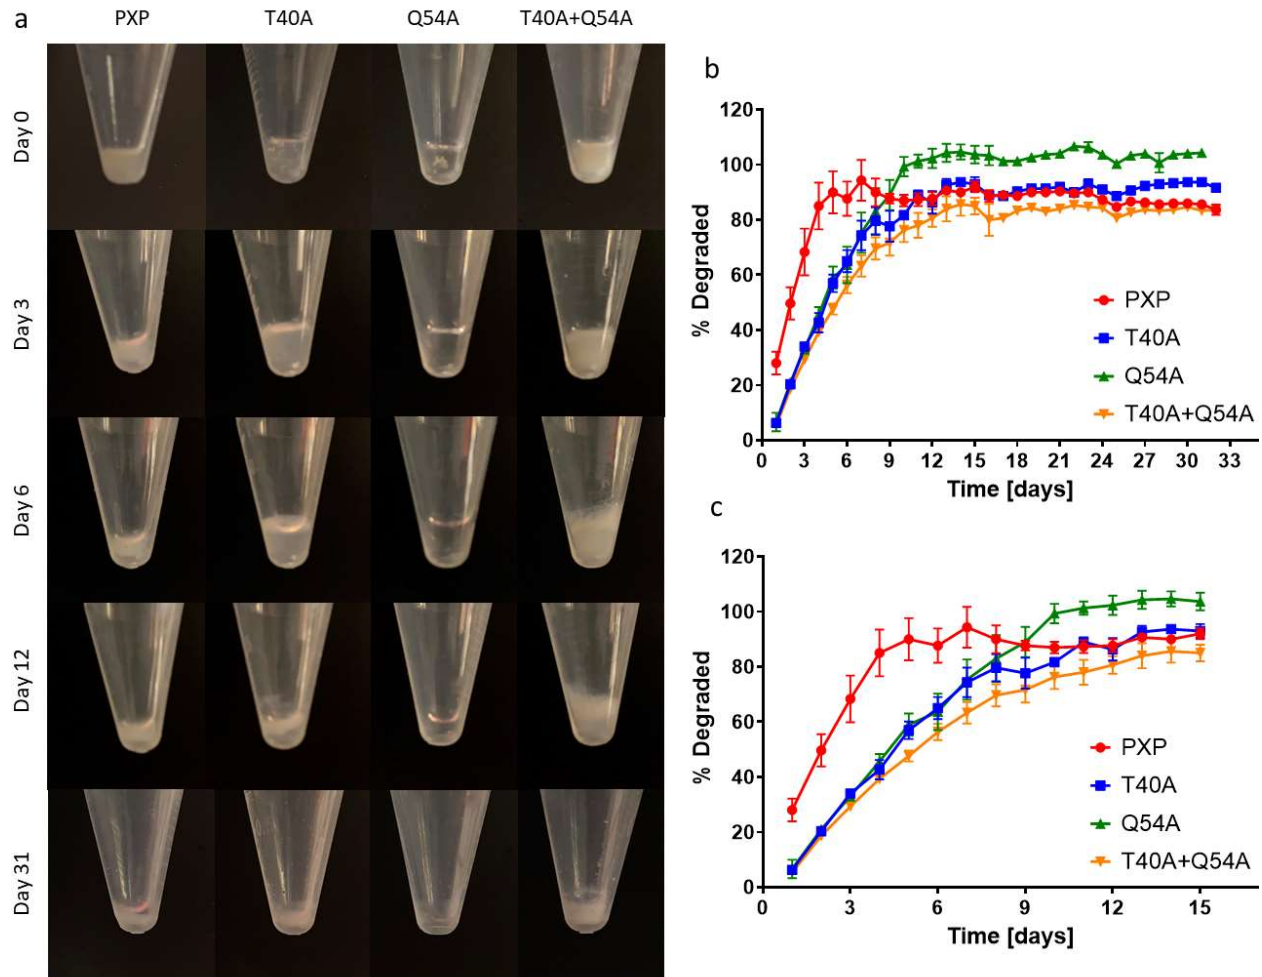 a
PXP T40A Q54A T40A+Q54A
Day 0
Day 3
Day 6
Day 12
Day 31
b
120
100
80
60
40
20
0
% Degraded
0 3 6 9 12 15 18 21 24 27 30 33
Time [days]
PXP
T40A
Q54A
T40A+Q54A
c
120
100
80
60
40
20
0
% Degraded
0 3 6 9 12 15
Time [days]
PXP
T40A
Q54A
T40A+Q54A